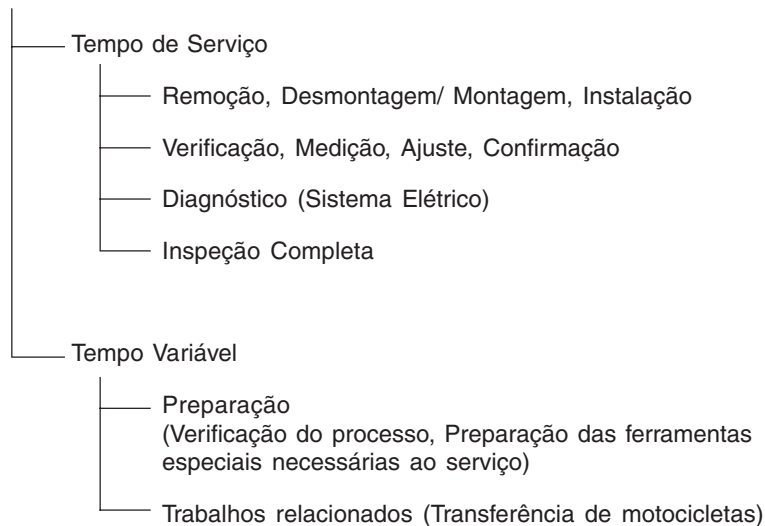 Tempo de Serviço
Remoção, Desmontagem/ Montagem, Instalação
Verificação, Medição, Ajuste, Confirmação
Diagnóstico (Sistema Elétrico)
Inspeção Completa
Tempo Variável
Preparação
(Verificação do processo, Preparação das ferramentas
especiais necessárias ao serviço)
Trabalhos relacionados (Transferência de motocicletas)